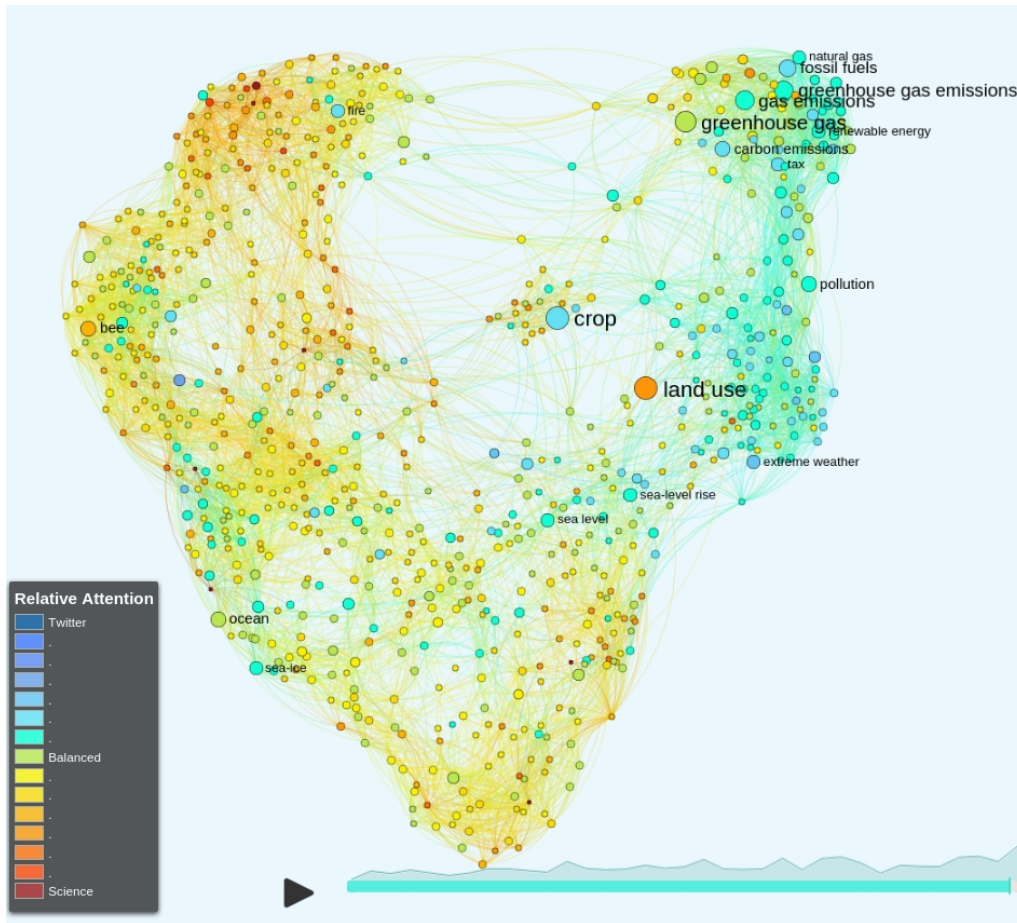 natural gas
fossil fuels
greenhouse gas emissions
gas emissions
fire
greenhouse gas
renewable energy
carbon emissions
tax
pollution
crop
bee
land use
extreme weather
sea-level rise
sea level
ocean
sea-ice
Relative Attention
Twitter
.
.
.
.
.
.
Balanced
.
.
.
.
.
.
Science